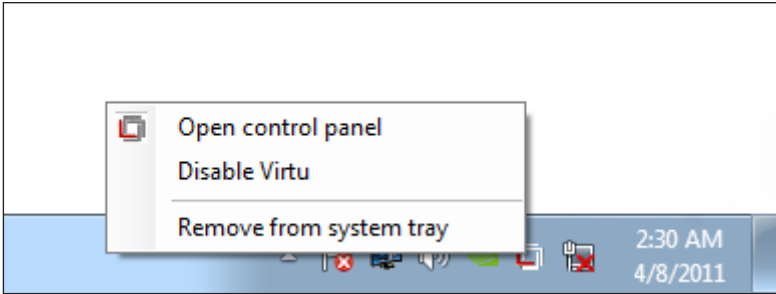 Open control panel
Disable Virtu
Remove from system tray
2:30 AM
4/8/2011